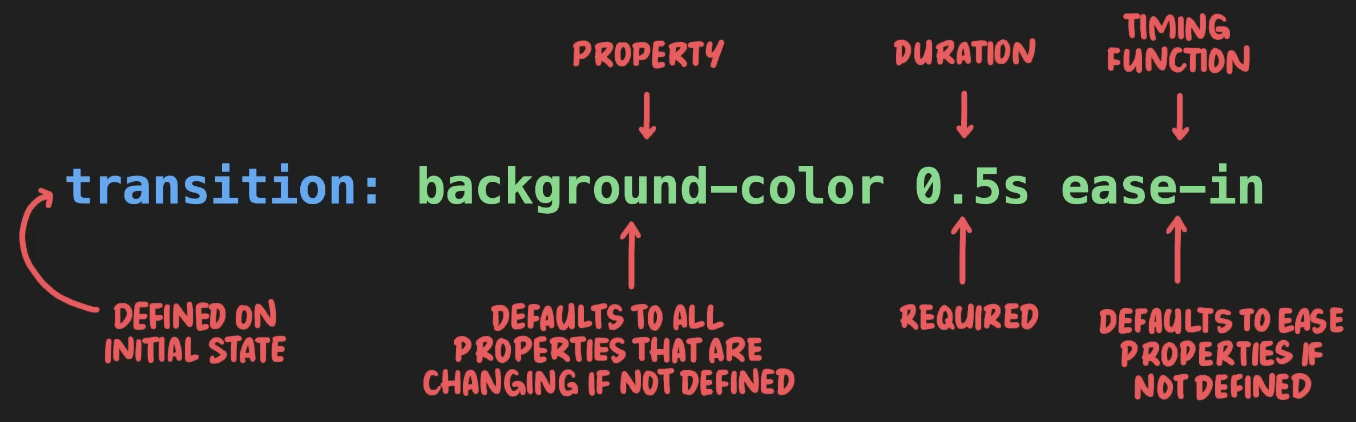 PROPERTY
DURATION
TIMING
FUNCTION
transition: background-color 0.5s ease-in
DEFINED ON
INITIAL STATE
DEFAULTS TO ALL
PROPERTIES THAT ARE
CHANGING IF NOT DEFINED
REQUIRED
DEFAULTS TO EASE
PROPERTIES IF
NOT DEFINED